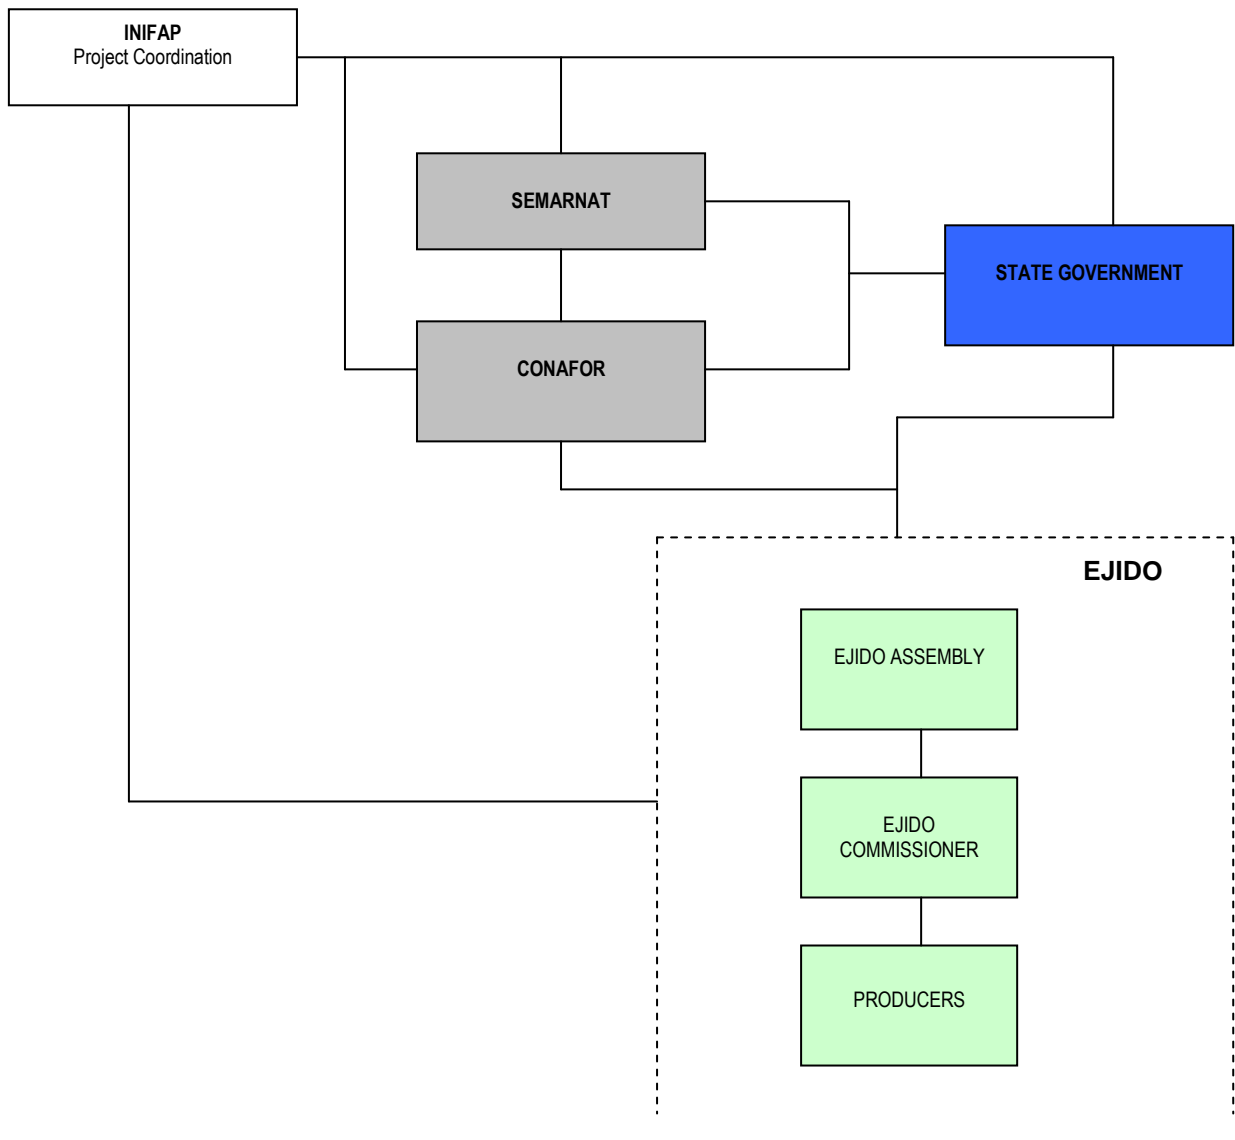 INIFAP
Project Coordination
SEMARNAT
STATE GOVERNMENT
CONAFOR
EJIDO
EJIDO ASSEMBLY
EJIDO
COMMISSIONER
PRODUCERS